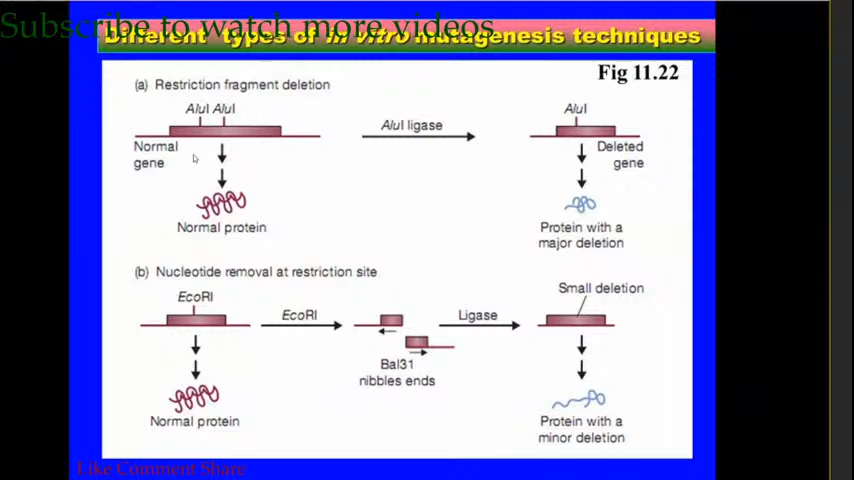 Subscribe to watch more videos
Different types of in vitro mutagenesis techniques
Fig 11.22
(a) Restriction fragment deletion
AluI AluI
AluI ligase
AluI
Normal gene
Deleted gene
Normal protein
Protein with a
major deletion
(b) Nucleotide removal at restriction site
EcoRI
EcoRI
Ligase
Small deletion
Bal31
nibbles ends
Normal protein
Protein with a
minor deletion
Like Comment Share